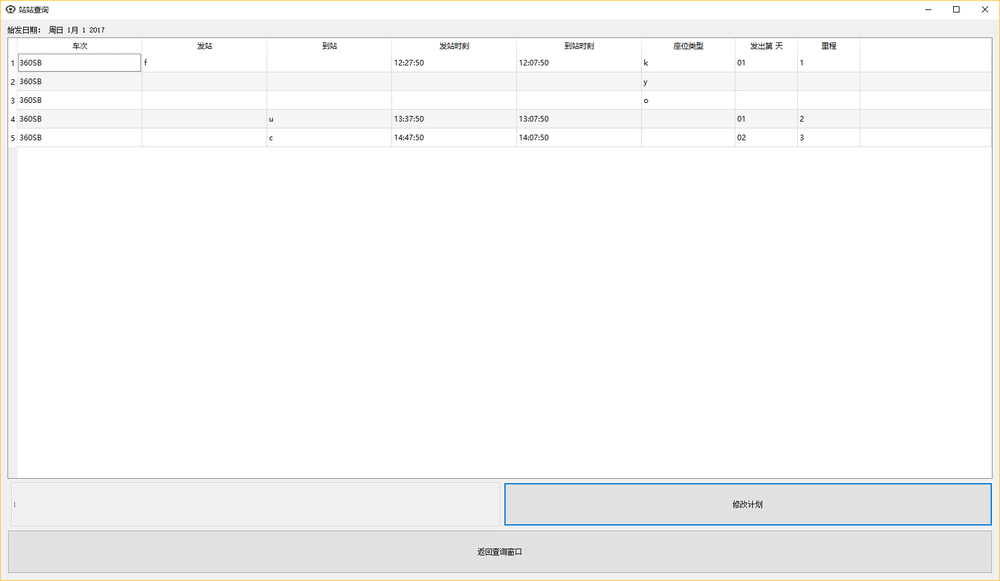 站站查询
始发日期： 周日 1月 1 2017
车次 发站 到站 发站时刻 到站时刻 座位类型 发出第 天 里程
1 360SB f 12:27:50 12:07:50 k 01 1
2 360SB y
3 360SB o
4 360SB u 13:37:50 13:07:50 01 2
5 360SB c 14:47:50 14:07:50 02 3
1 修改计划
返回查询窗口